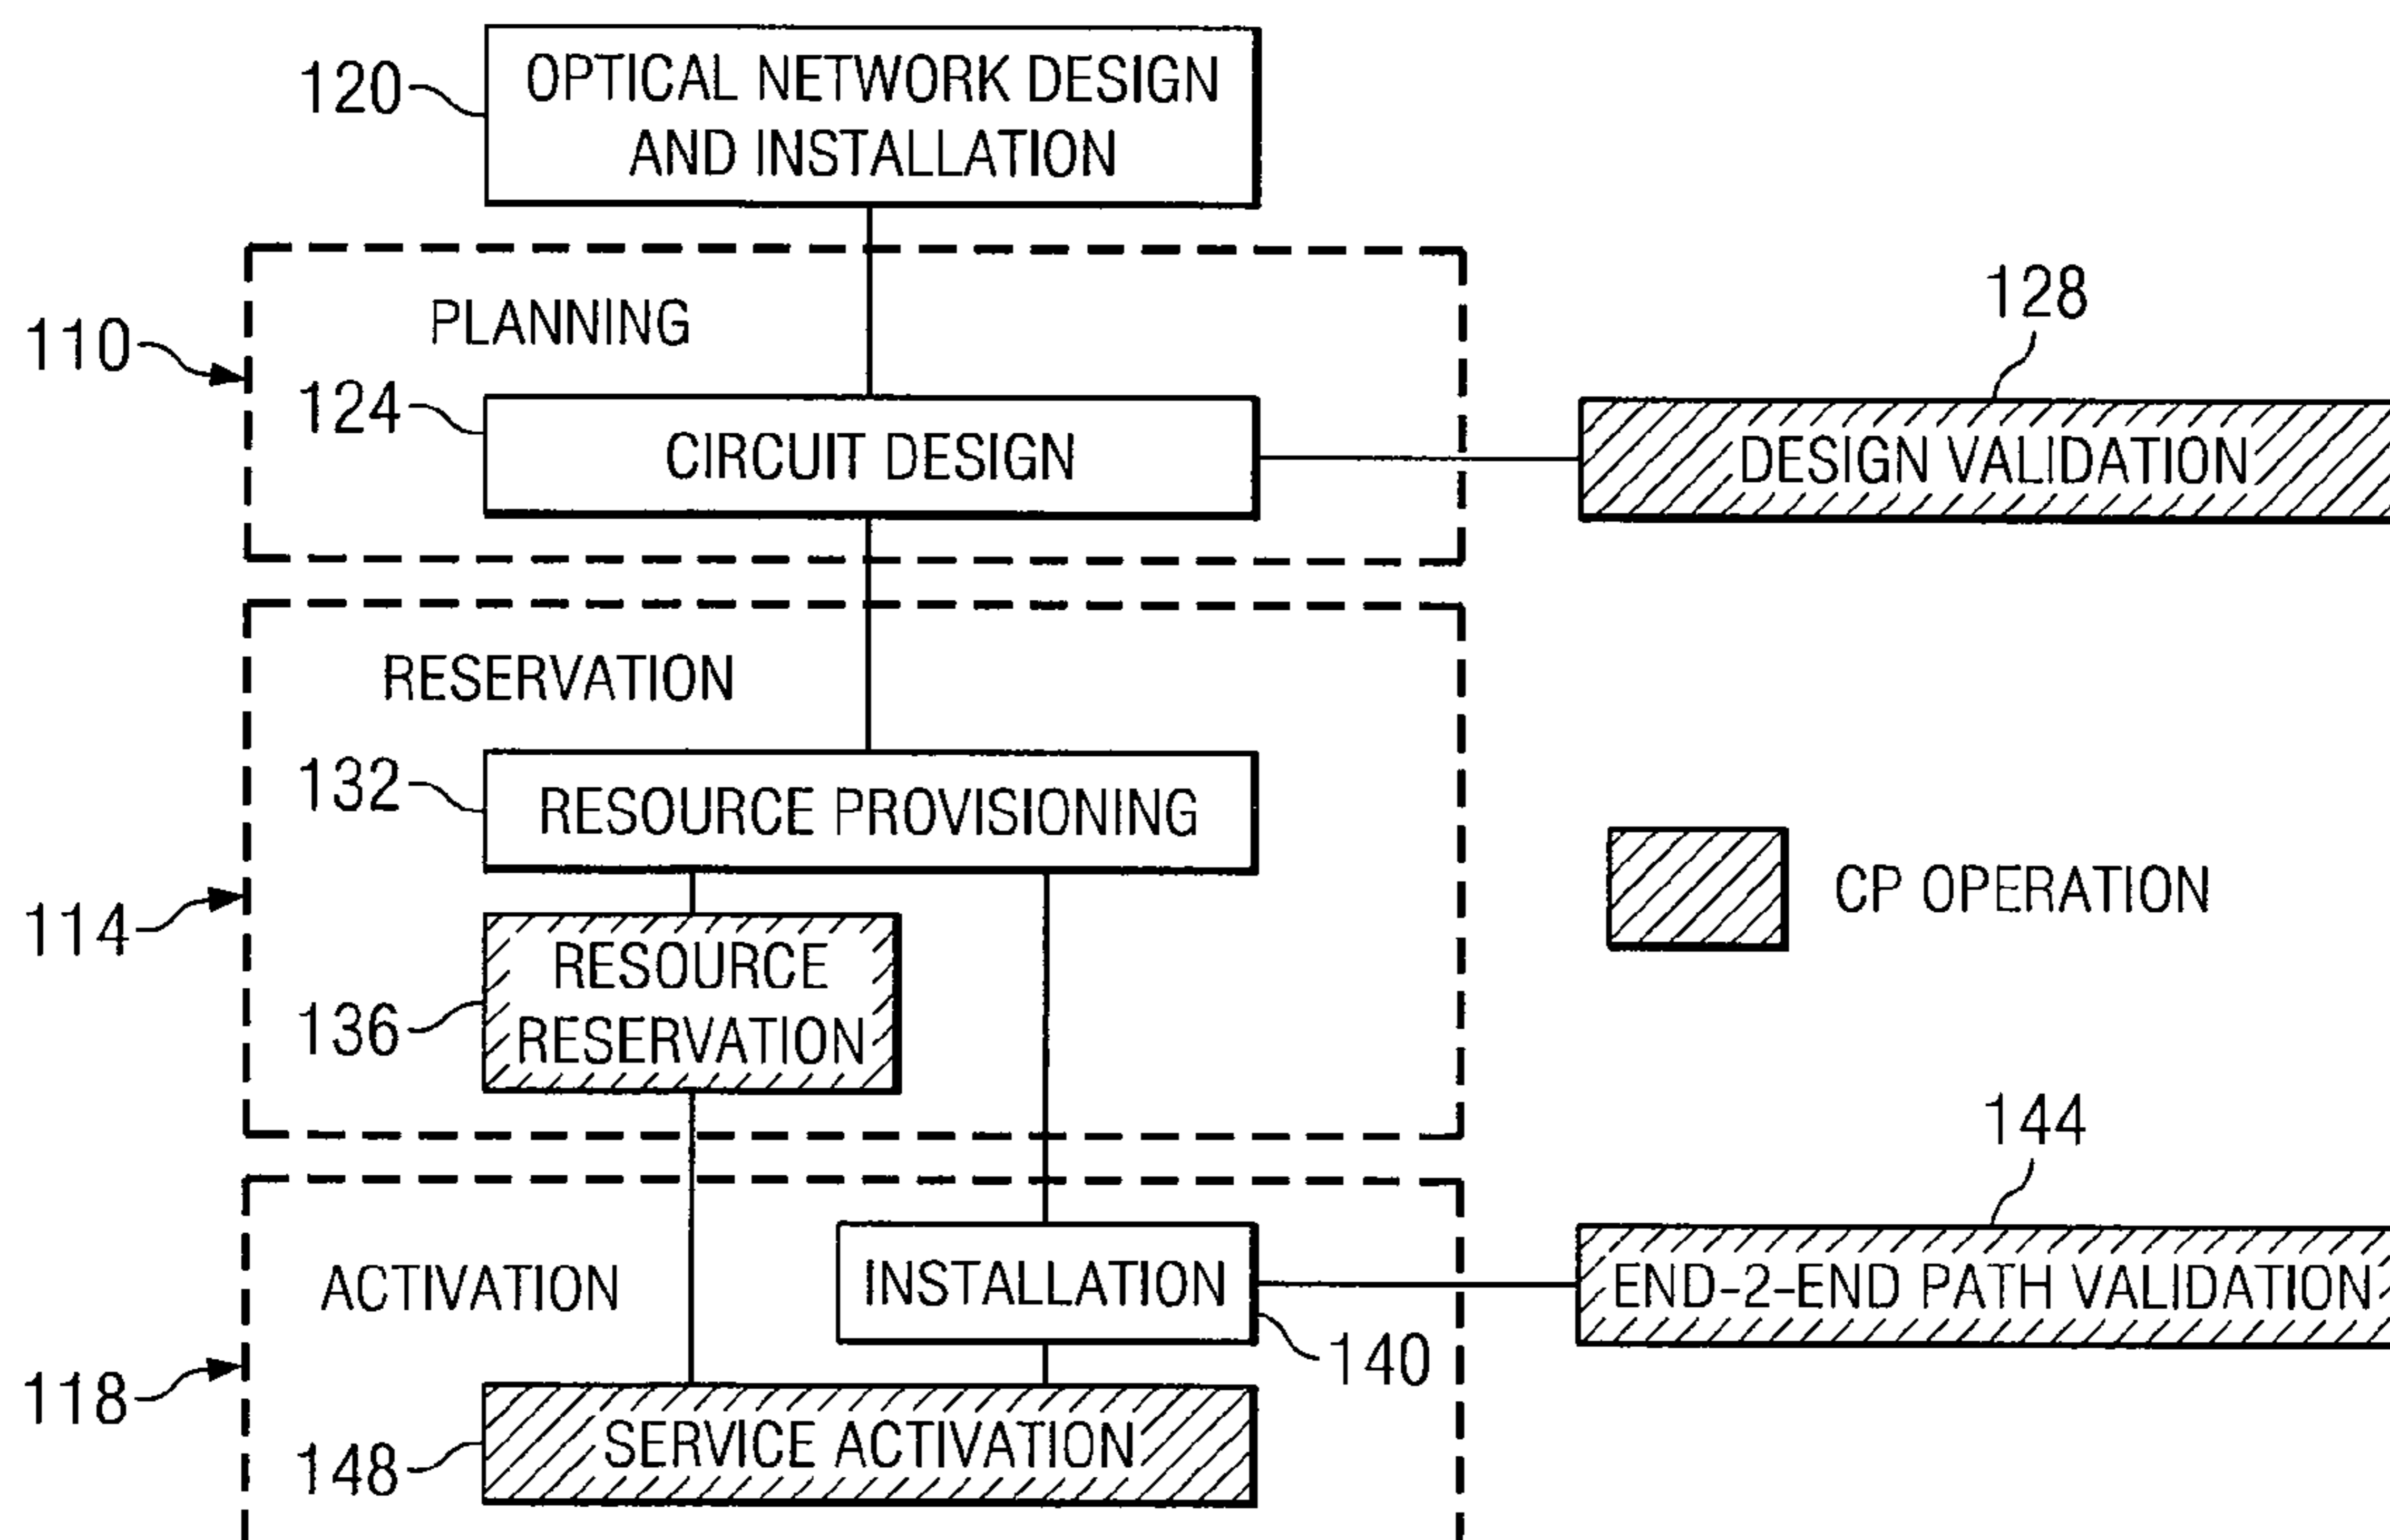 120
OPTICAL NETWORK DESIGN
AND INSTALLATION
110
PLANNING
128
124
CIRCUIT DESIGN
DESIGN VALIDATION
RESERVATION
132
RESOURCE PROVISIONING
114
CP OPERATION
136
RESOURCE
RESERVATION
144
ACTIVATION
INSTALLATION
END-2-END PATH VALIDATION
140
118
148
SERVICE ACTIVATION